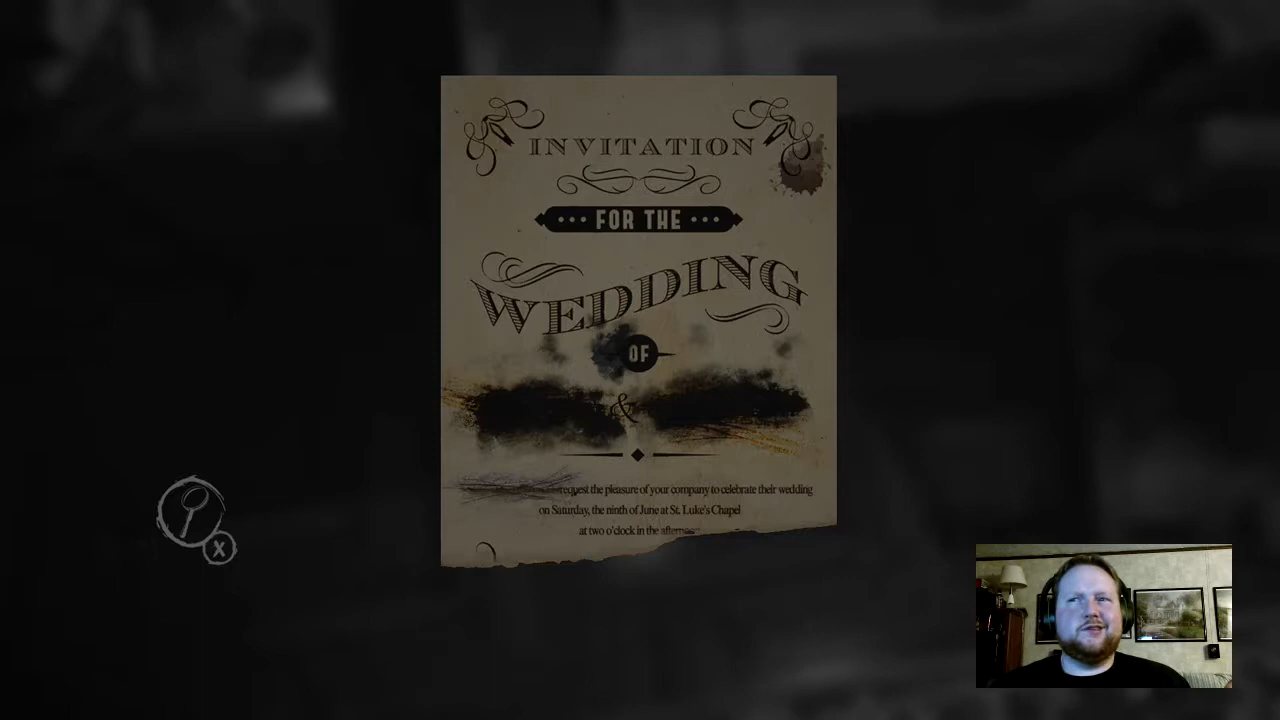 INVITATION
FOR THE
WEDDING
OF
&
request the pleasure of your company to celebrate their wedding
on Saturday, the ninth of June at St. Luke's Chapel
at two o'clock in the
X